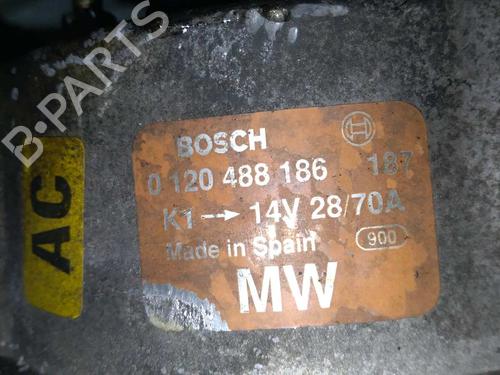 B-PARTS
AC
BOSCH
0 120 488 186 187
K1 → 14V 28/70A
Made in Spain 900
MW